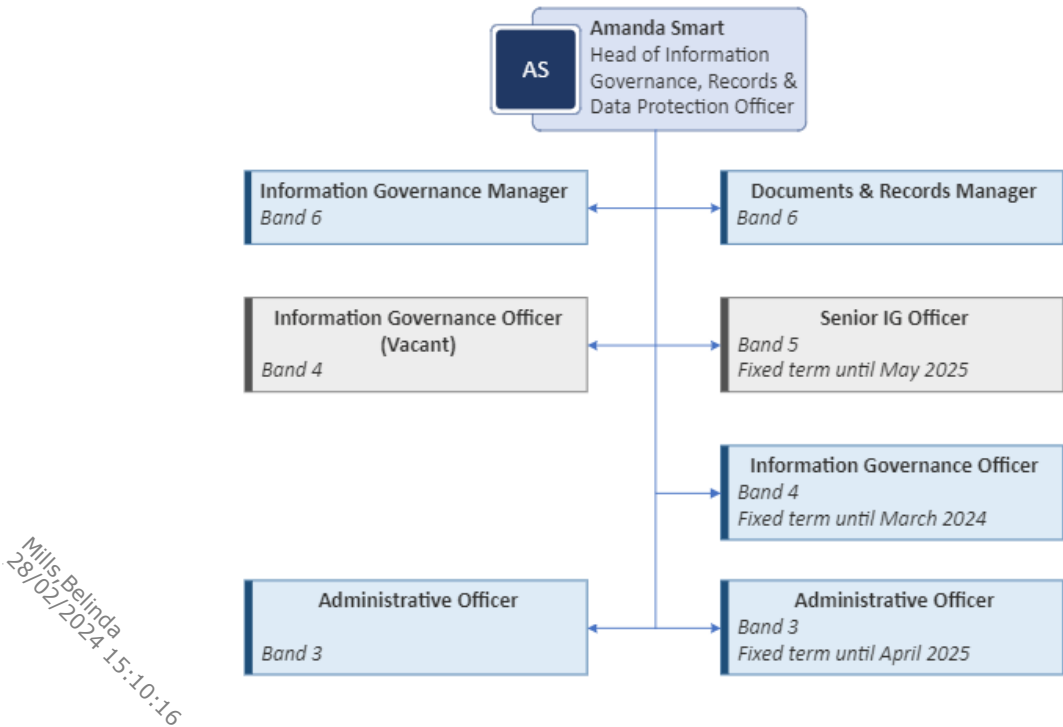 AS
Amanda Smart
Head of Information
Governance, Records &
Data Protection Officer
Information Governance Manager
Band 6
Documents & Records Manager
Band 6
Information Governance Officer
(Vacant)
Band 4
Senior IG Officer
Band 5
Fixed term until May 2025
Information Governance Officer
Band 4
Fixed term until March 2024
Administrative Officer
Band 3
Administrative Officer
Band 3
Fixed term until April 2025
Mills,Belinda
28/02/2024 15:10:16